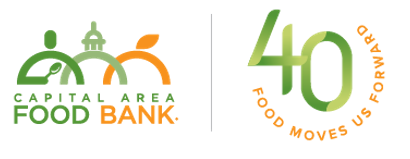 CAPITAL AREA
FOOD BANK
40
FOOD MOVES US FORWARD